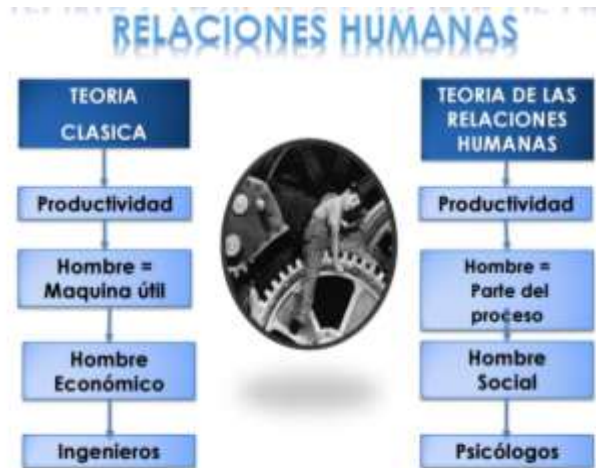 RELACIONES HUMANAS
TEORIA
CLASICA
Productividad
Hombre =
Maquina útil
Hombre
Económico
Ingenieros
TEORIA DE LAS
RELACIONES
HUMANAS
Productividad
Hombre =
Parte del
proceso
Hombre
Social
Psicólogos